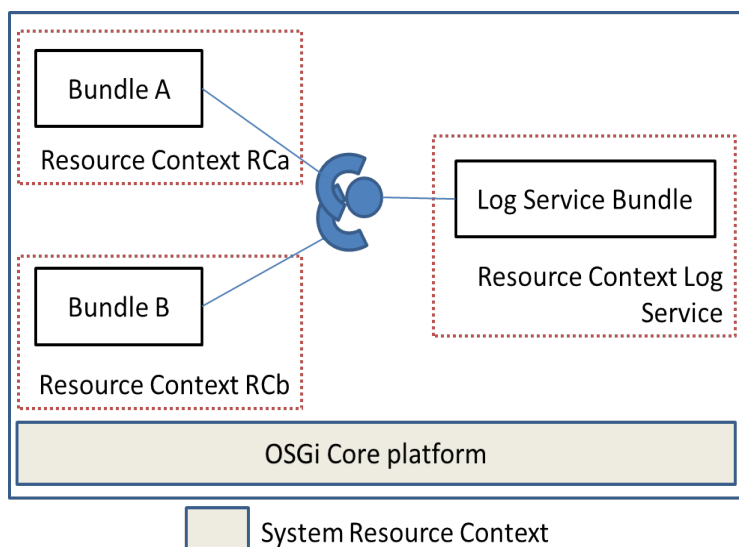 Bundle A
Resource Context RCa
Log Service Bundle
Resource Context Log
Service
Bundle B
Resource Context RCb
OSGi Core platform
System Resource Context